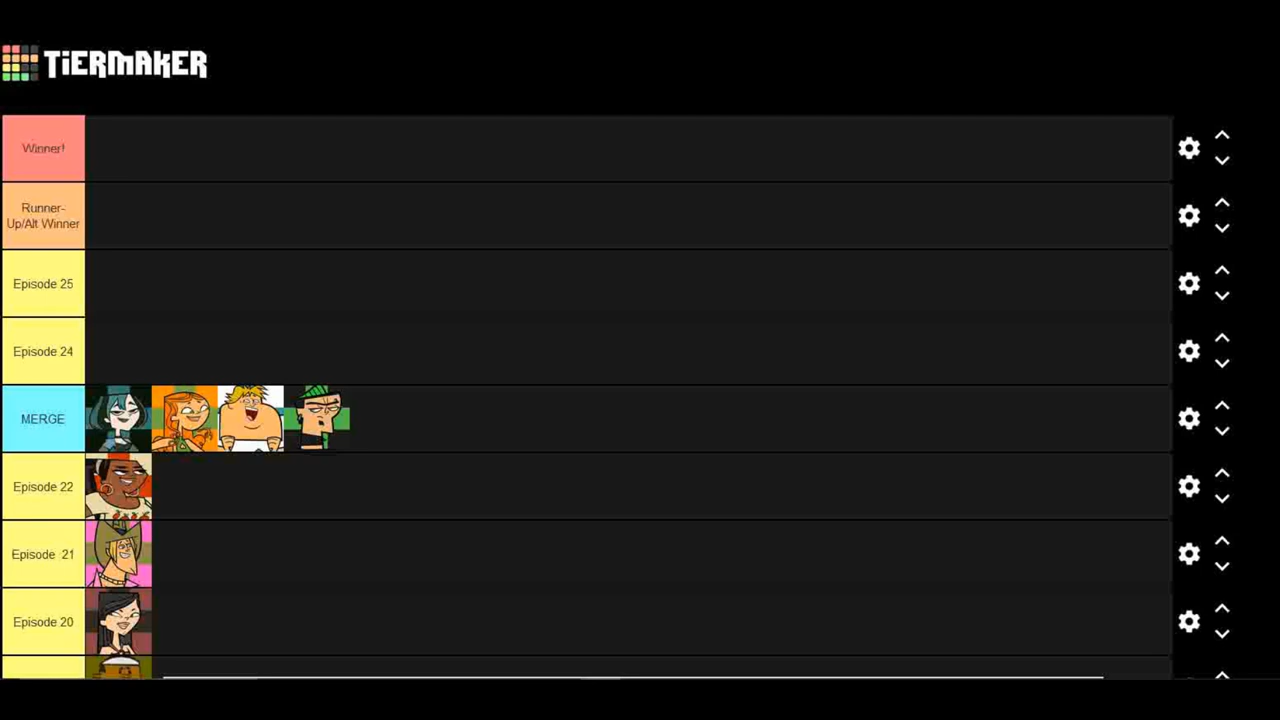 TiERMAKER
Winner!
Runner-
Up/Alt Winner
Episode 25
Episode 24
MERGE
Episode 22
Episode 21
Episode 20